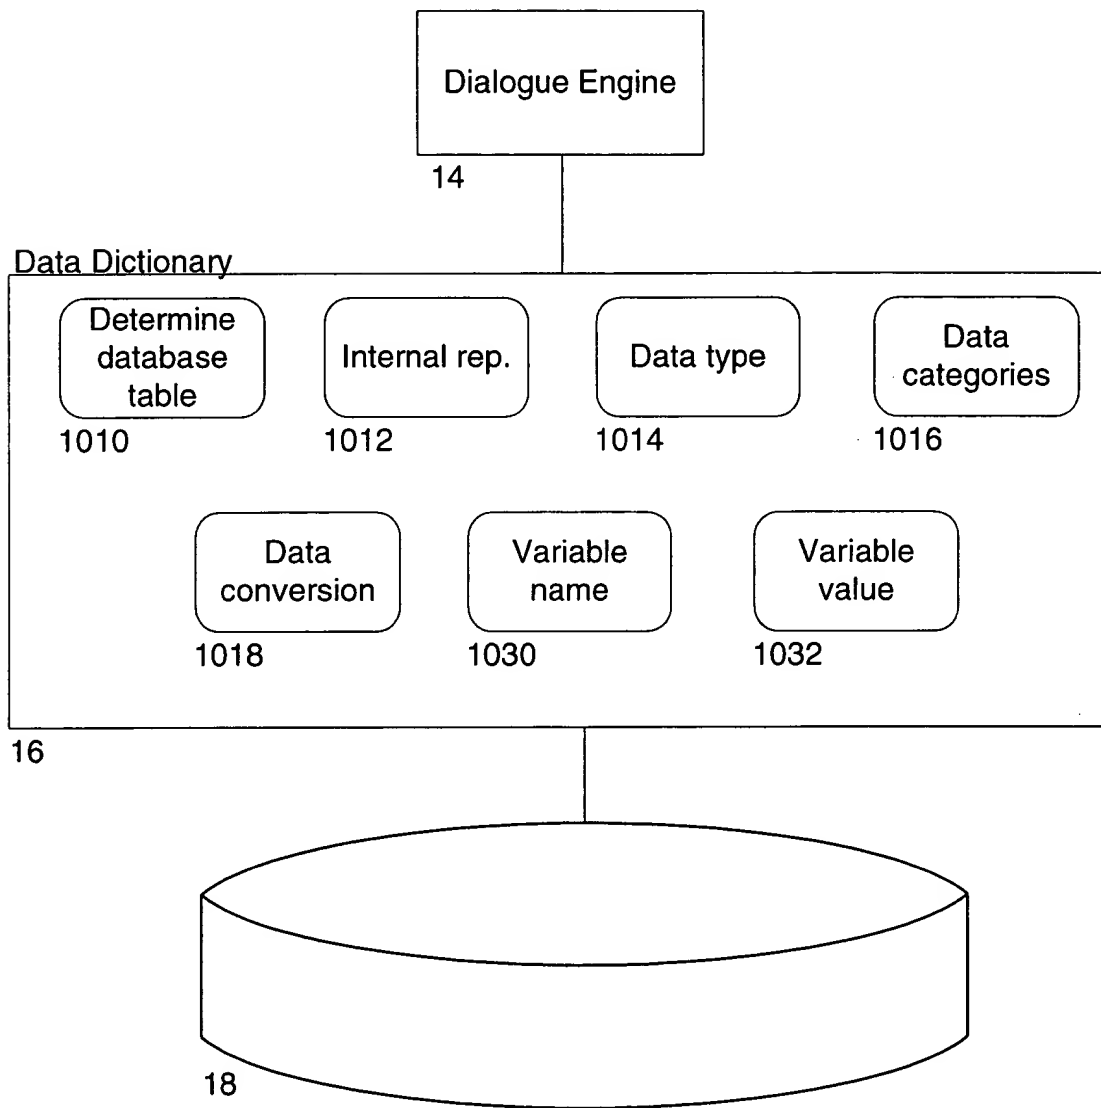 Dialogue Engine
14
Data Dictionary
Determine
database
table
1010
Internal rep.
1012
Data type
1014
Data
categories
1016
Data
conversion
1018
Variable
name
1030
Variable
value
1032
16
18